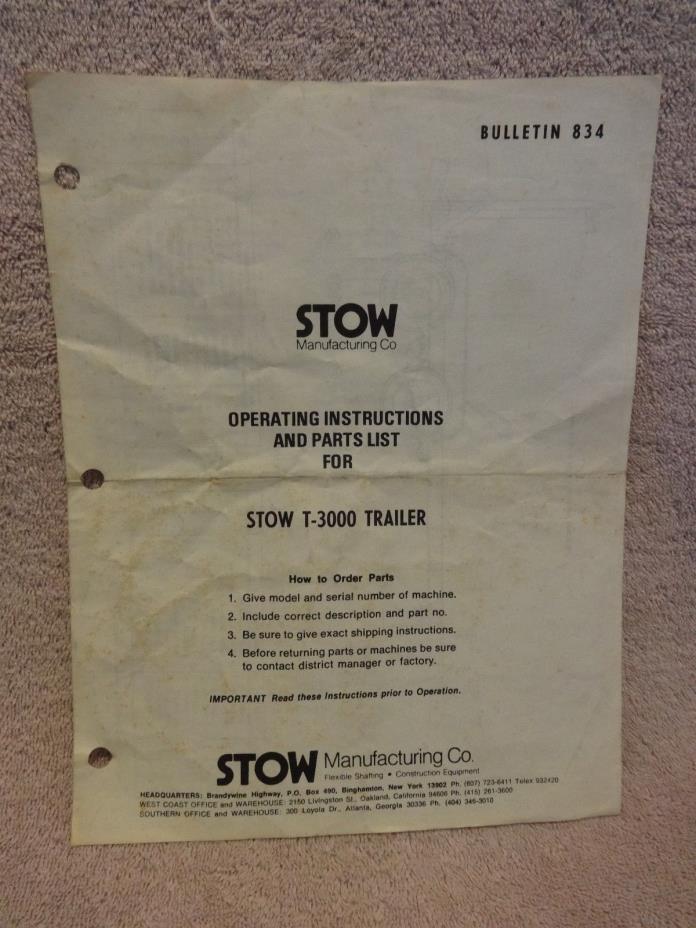 BULLETIN 834
STOW
Manufacturing Co
OPERATING INSTRUCTIONS
AND PARTS LIST
FOR
STOW T-3000 TRAILER
How to Order Parts
1. Give model and serial number of machine.
2. Include correct description and part no.
3. Be sure to give exact shipping instructions.
4. Before returning parts or machines be sure
to contact district manager or factory.
IMPORTANT Read these Instructions prior to Operation.
STOW Manufacturing Co.
Flexible Shafting • Construction Equipment
HEADQUARTERS: Brandywine Highway, P.O. Box 490, Binghamton, New York 13902 Ph. (607) 723-6411 Telex 932420
WEST COAST OFFICE and WAREHOUSE: 2150 Livingston St., Oakland, California 94606 Ph. (415) 261-3600
SOUTHERN OFFICE and WAREHOUSE: 300 Loyola Dr., Atlanta, Georgia 30336 Ph. (404) 346-3010